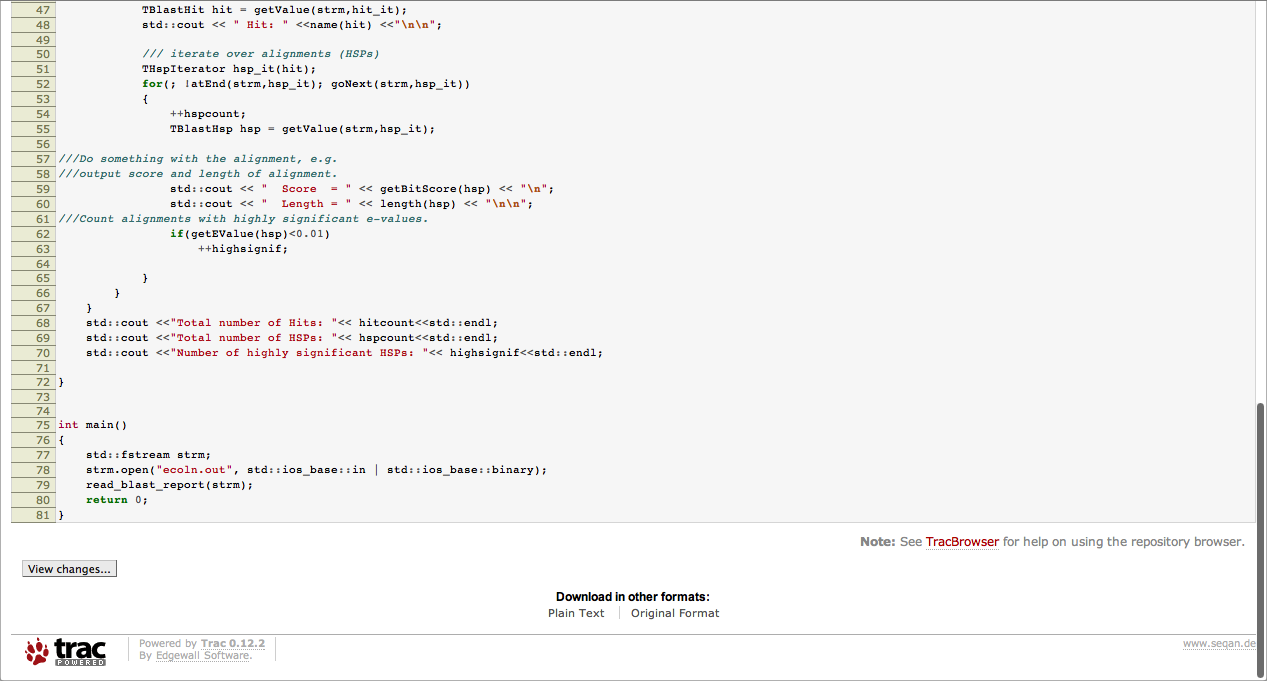 47 TBlastHit hit = getValue(strm,hit_it);
48 std::cout << " Hit: " <<name(hit) <<"\n\n";
49
50 /// iterate over alignments (HSPs)
51 THspIterator hsp_it(hit);
52 for(; !atEnd(strm,hsp_it); goNext(strm,hsp_it))
53 {
54 ++hspcount;
55 TBlastHsp hsp = getValue(strm,hsp_it);
56
57 ///Do something with the alignment, e.g.
58 ///output score and length of alignment.
59 std::cout << "  Score  = " << getBitScore(hsp) << "\n";
60 std::cout << "  Length = " << length(hsp) << "\n\n";
61 ///Count alignments with highly significant e-values.
62 if(getEValue(hsp)<0.01)
63 ++highsignif;
64
65 }
66 }
67 }
68 std::cout <<"Total number of Hits: "<< hitcount<<std::endl;
69 std::cout <<"Total number of HSPs: "<< hspcount<<std::endl;
70 std::cout <<"Number of highly significant HSPs: "<< highsignif<<std::endl;
71
72 }
73
74
75 int main()
76 {
77 std::fstream strm;
78 strm.open("ecoln.out", std::ios_base::in | std::ios_base::binary);
79 read_blast_report(strm);
80 return 0;
81 }
Note: See TracBrowser for help on using the repository browser.
View changes...
Download in other formats:
Plain Text
Original Format
trac
POWERED
Powered by Trac 0.12.2
By Edgewall Software.
www.seqan.de